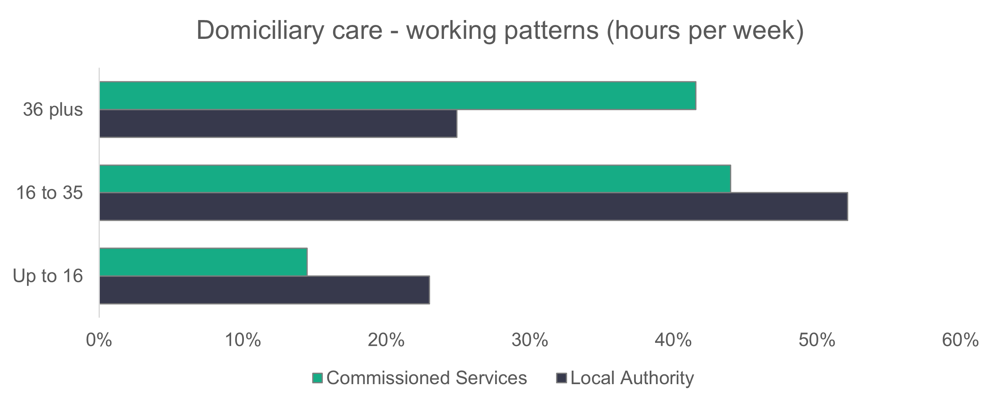 Domiciliary care - working patterns (hours per week)
36 plus
16 to 35
Up to 16
0% 10% 20% 30% 40% 50% 60%
Commissioned Services Local Authority